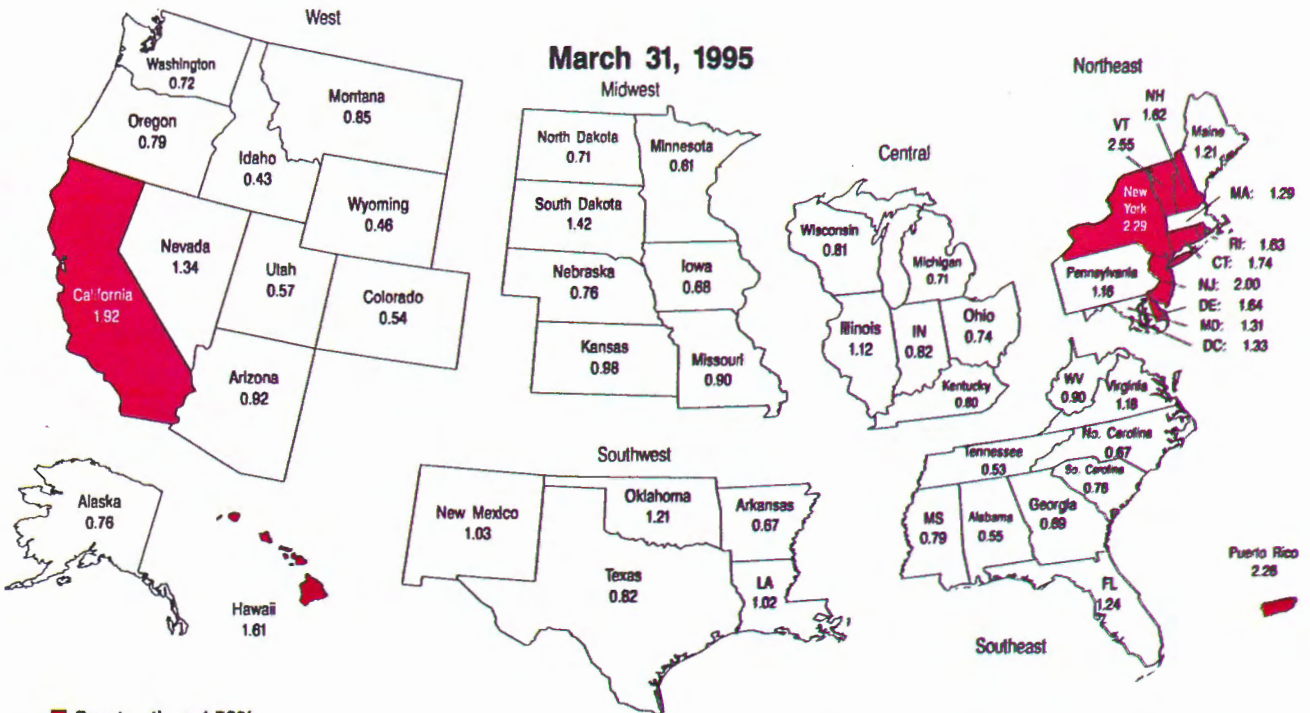 West
March 31, 1995
Washington
0.72
Oregon
0.79
Montana
0.85
Idaho
0.43
Wyoming
0.46
Nevada
1.34
Utah
0.57
Colorado
0.54
California
1.92
Arizona
0.92
Alaska
0.76
Hawaii
1.61
Midwest
North Dakota
0.71
Minnesota
0.61
South Dakota
1.42
Nebraska
0.76
Iowa
0.68
Kansas
0.98
Missouri
0.90
Southwest
New Mexico
1.03
Oklahoma
1.21
Arkansas
0.67
Texas
0.82
LA
1.02
Central
Wisconsin
0.81
Michigan
0.71
Illinois
1.12
IN
0.82
Ohio
0.74
Kentucky
0.80
Northeast
NH
1.62
VT
2.55
Maine
1.21
New
York
2.29
MA: 1.29
RI: 1.63
CT: 1.74
NJ: 2.00
DE: 1.64
MD: 1.31
DC: 1.33
Pennsylvania
1.16
WV
0.90
Virginia
1.18
No. Carolina
0.67
Tennessee
0.53
So. Carolina
0.76
MS
0.79
Alabama
0.55
Georgia
0.69
FL
1.24
Southeast
Puerto Rico
2.26